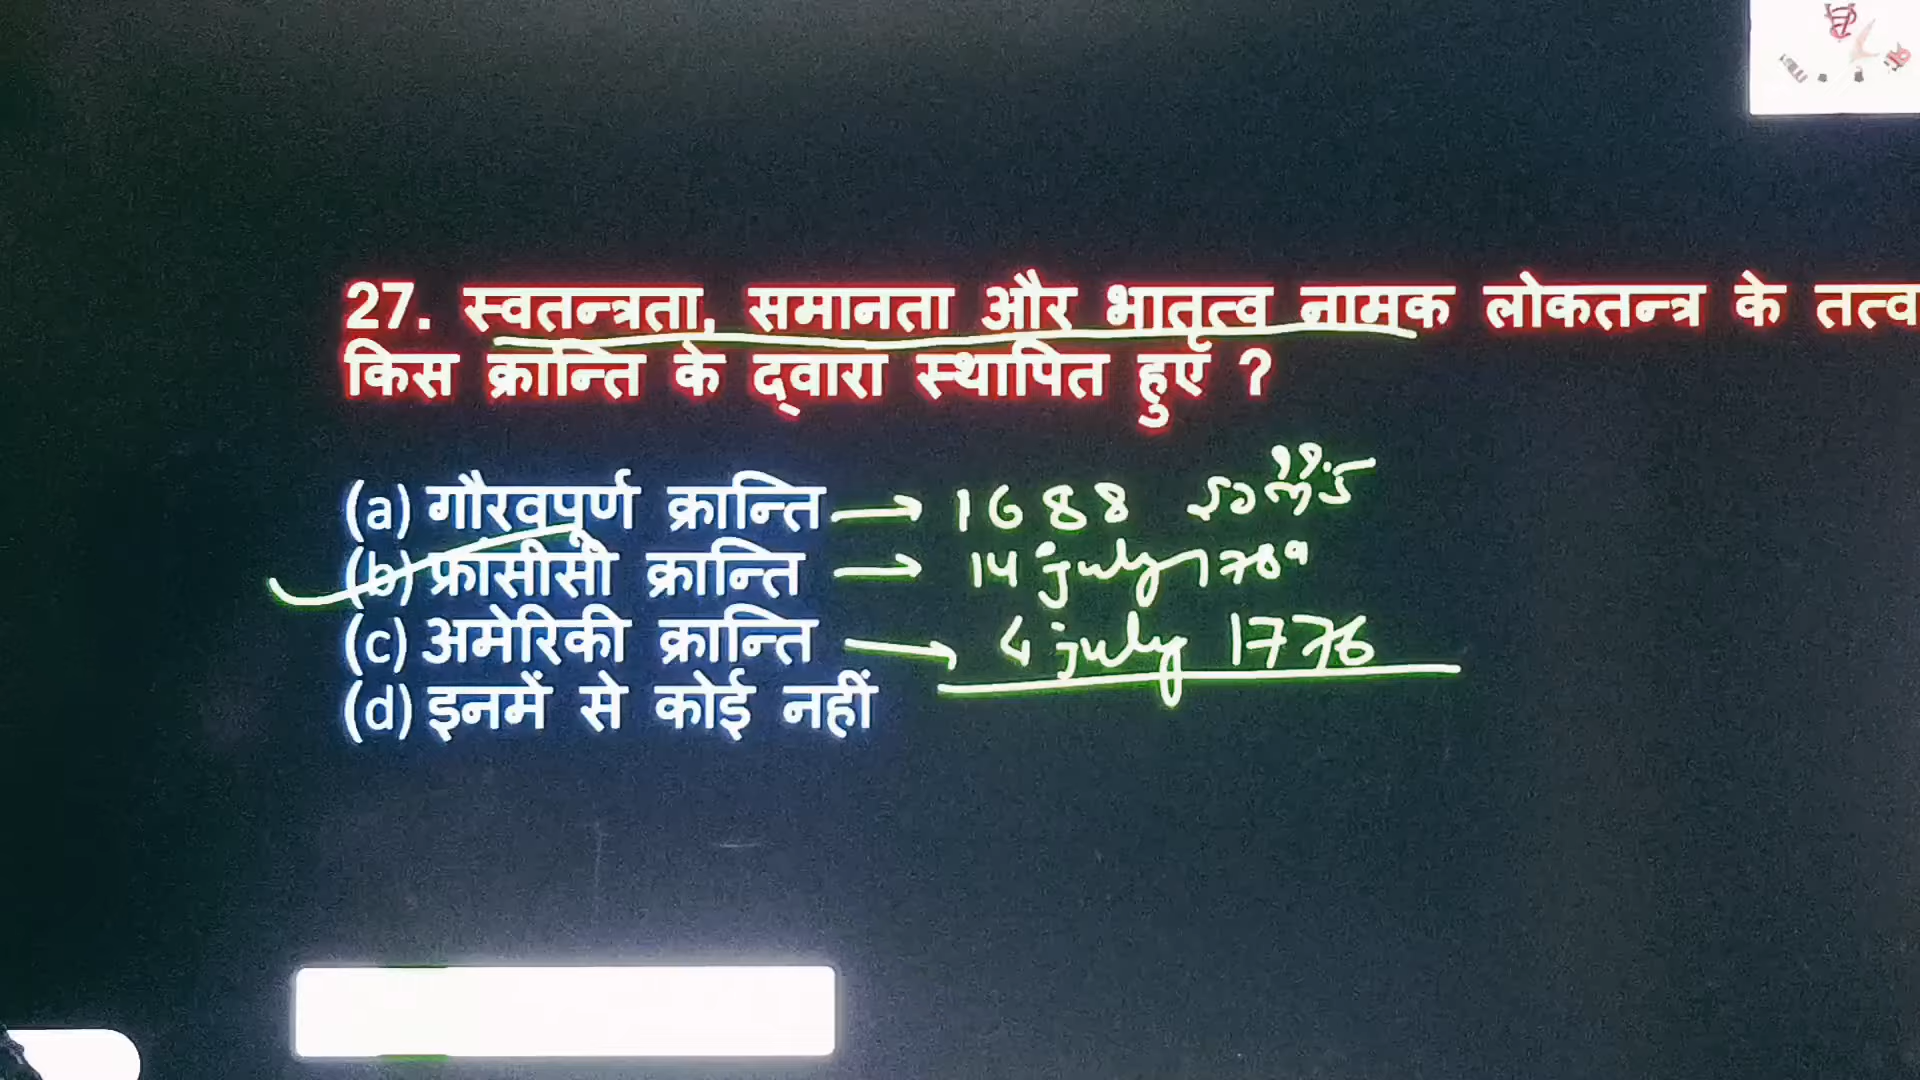 27. स्वतन्त्रता, समानता और भातृत्व नामक लोकतन्त्र के तत्व
किस क्रान्ति के द्वारा स्थापित हुए ?
(a) गौरवपूर्ण क्रान्ति → 1688
(b) फ्रांसीसी क्रान्ति → 14 july 1789
(c) अमेरिकी क्रान्ति → 4 july 1776
(d) इनमें से कोई नहीं